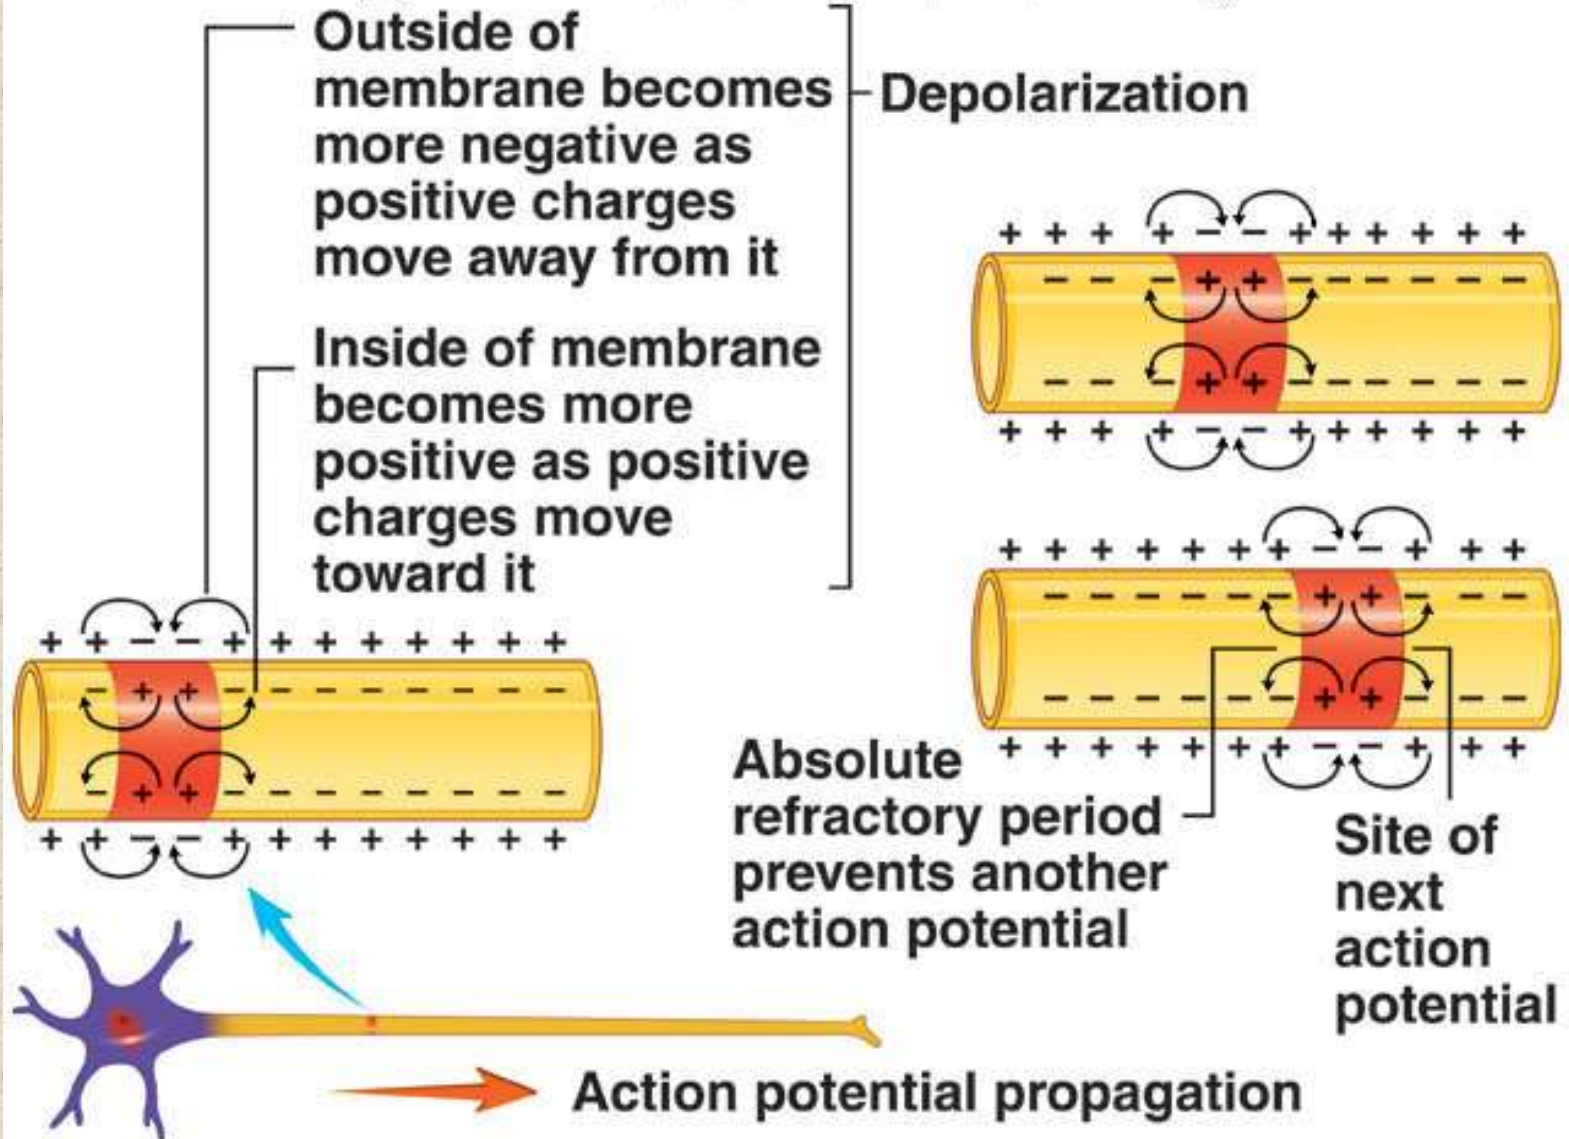 Outside of
membrane becomes
more negative as
positive charges
move away from it
Depolarization
Inside of membrane
becomes more
positive as positive
charges move
toward it
+ + + + − − + + + + + +
− − − + + − − − − − −
− − − + + − − − − − −
+ + + + − − + + + + + +
+ + + + + + + − − + + +
− − − − − − + + − − −
− − − − − − + + − − −
+ + + + + + + − − + + +
+ + − − + + + + + + + +
− + + − − − − − − − −
− + + − − − − − − − −
+ + − − + + + + + + + +
Absolute
refractory period
prevents another
action potential
Site of
next
action
potential
Action potential propagation